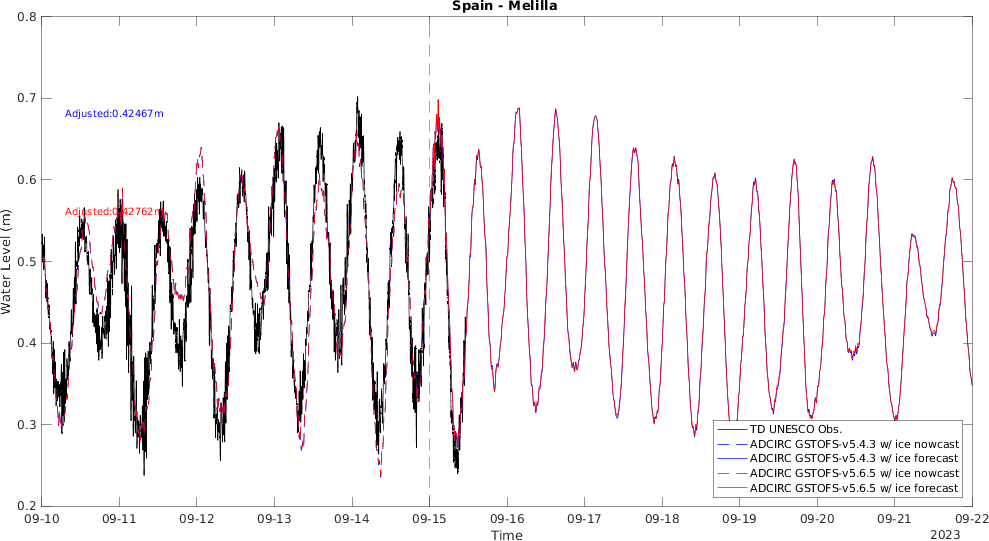 Spain - Melilla
0.8
0.7
0.6
0.5
0.4
0.3
0.2
Water Level (m)
Adjusted:0.42467m
Adjusted:0.42762m
TD UNESCO Obs.
ADCIRC GSTOFS-v5.4.3 w/ ice nowcast
ADCIRC GSTOFS-v5.4.3 w/ ice forecast
ADCIRC GSTOFS-v5.6.5 w/ ice nowcast
ADCIRC GSTOFS-v5.6.5 w/ ice forecast
09-10 09-11 09-12 09-13 09-14 09-15 09-16 09-17 09-18 09-19 09-20 09-21 09-22
Time
2023